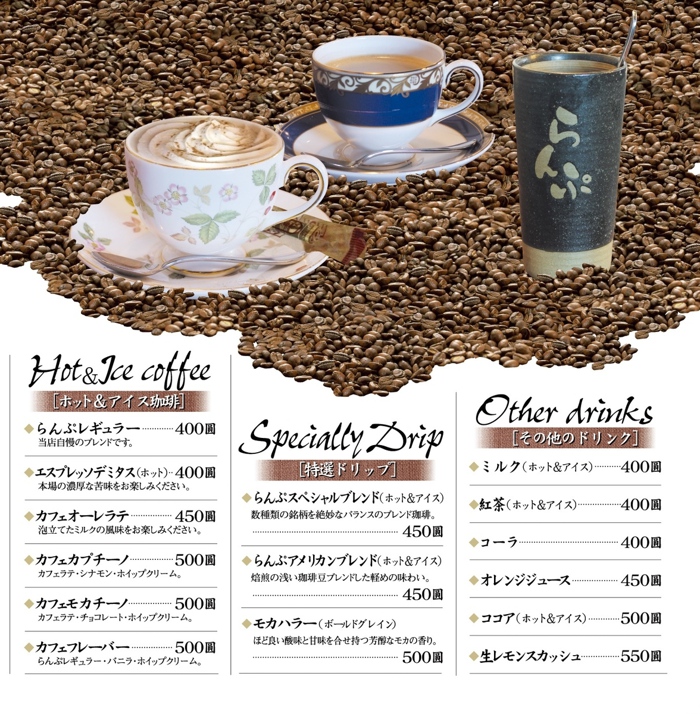 らんぷ
Hot&Ice coffee
[ホット&アイス珈琲]
◆らんぷレギュラー············400圓
当店自慢のブレンドです。
◆エスプレッソデミタス(ホット)··400圓
本場の濃厚な苦味をお楽しみください。
◆カフェオーレラテ···············450圓
泡立てたミルクの風味をお楽しみください。
◆カフェカプチーノ···············500圓
カフェラテ・シナモン・ホイップクリーム。
◆カフェモカチーノ···············500圓
カフェラテ・チョコレート・ホイップクリーム。
◆カフェフレーバー···············500圓
らんぷレギュラー・バニラ・ホイップクリーム。
Specially Drip
[特選ドリップ]
◆らんぷスペシャルブレンド(ホット&アイス)
数種類の銘柄を絶妙なバランスのブレンド珈琲。
···············450圓
◆らんぷアメリカンブレンド(ホット&アイス)
焙煎の浅い珈琲豆ブレンドした軽めの味わい。
···············450圓
◆モカハラー(ボールドグレイン)
ほど良い酸味と甘味を合せ持つ芳醇なモカの香り。
···············500圓
Other drinks
[その他のドリンク]
◆ミルク(ホット&アイス)·········400圓
◆紅茶(ホット&アイス)············400圓
◆コーラ························400圓
◆オレンジジュース···············450圓
◆ココア(ホット&アイス)·········500圓
◆生レモンスカッシュ············550圓